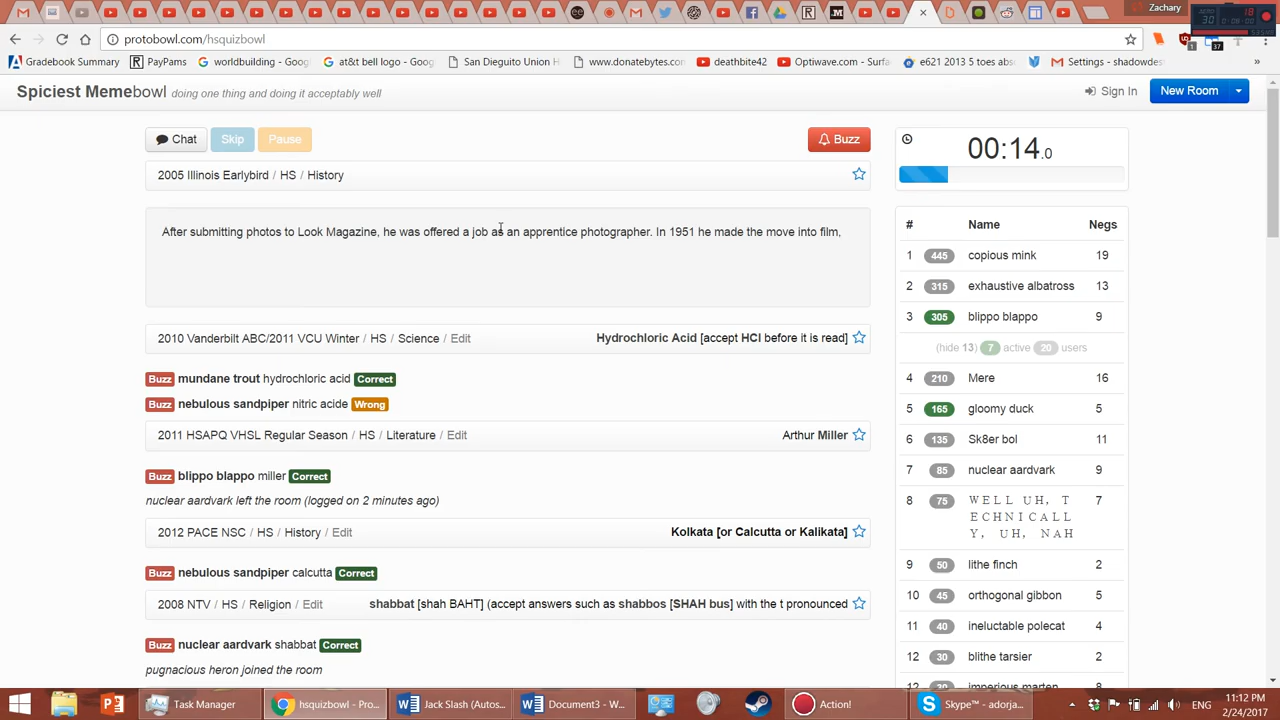 Zachary
protobowl.com/hsquizbowl
Gradebook Summary
PayPams
worldbuilding - Goog
at&t bell logo - Goog
San Dieguito Union H
www.donatebytes.c
deathbite42
Optiwave.com - Surfa
e621 2013 5 toes abs
Settings - shadowdes
Spiciest Memebowl doing one thing and doing it acceptably well
Sign In
New Room
Chat
Skip
Pause
Buzz
00:14.0
2005 Illinois Earlybird / HS / History
After submitting photos to Look Magazine, he was offered a job as an apprentice photographer. In 1951 he made the move into film,
# Name Negs
1 445 copious mink 19
2 315 exhaustive albatross 13
3 305 blippo blappo 9
(hide 13) 7 active 20 users
4 210 Mere 16
5 165 gloomy duck 5
6 135 Sk8er bol 11
7 85 nuclear aardvark 9
8 75 W E L L U H , T 7
E C H N I C A L L
Y , U H , N A H
9 50 lithe finch 2
10 45 orthogonal gibbon 5
11 40 ineluctable polecat 4
12 30 blithe tarsier 2
12 30 imperious marten 8
2010 Vanderbilt ABC/2011 VCU Winter / HS / Science / Edit
Hydrochloric Acid [accept HCl before it is read]
Buzz mundane trout hydrochloric acid Correct
Buzz nebulous sandpiper nitric acide Wrong
2011 HSAPQ VHSL Regular Season / HS / Literature / Edit
Arthur Miller
Buzz blippo blappo miller Correct
nuclear aardvark left the room (logged on 2 minutes ago)
2012 PACE NSC / HS / History / Edit
Kolkata [or Calcutta or Kalikata]
Buzz nebulous sandpiper calcutta Correct
2008 NTV / HS / Religion / Edit
shabbat [shah BAHT] (accept answers such as shabbos [SHAH bus] with the t pronounced
Buzz nuclear aardvark shabbat Correct
pugnacious heron joined the room
Task Manager
hsquizbowl - Pro...
Jack Slash (Autos...
Document3 - W...
Action!
Skype™ - adorja...
ENG
11:12 PM
2/24/2017